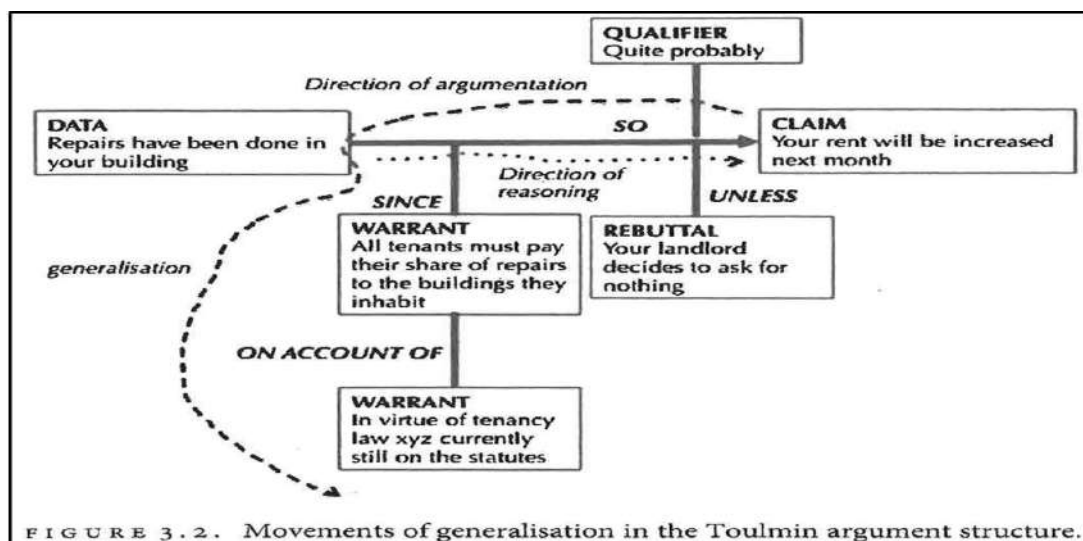 QUALIFIER
Quite probably
Direction of argumentation
DATA
Repairs have been done in
your building
SO
CLAIM
Your rent will be increased
next month
Direction of
reasoning
SINCE
UNLESS
WARRANT
All tenants must pay
their share of repairs
to the buildings they
inhabit
REBUTTAL
Your landlord
decides to ask for
nothing
generalisation
ON ACCOUNT OF
WARRANT
In virtue of tenancy
law xyz currently
still on the statutes
FIGURE 3.2. Movements of generalisation in the Toulmin argument structure.